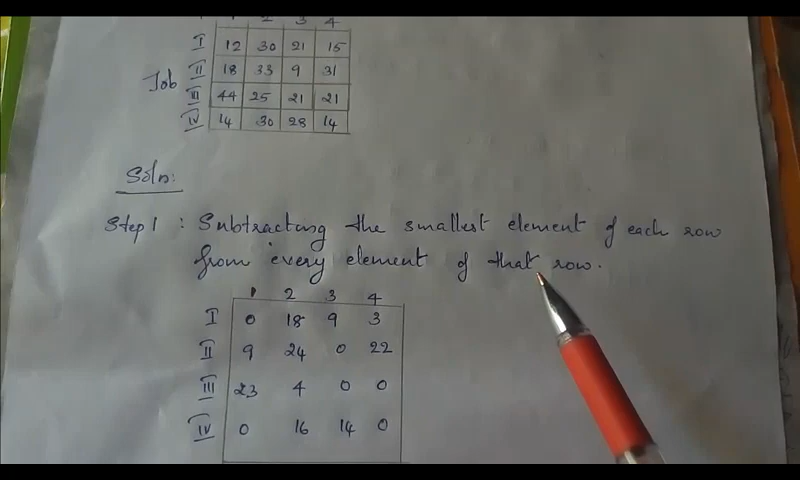 1 2 3 4
I 12 30 21 15
II 18 33 9 31
Job
III 44 25 21 21
IV 14 30 28 14
Soln:
Step 1 : Subtracting the smallest element of each row
from every element of that row.
1 2 3 4
I 0 18 9 3
II 9 24 0 22
III 23 4 0 0
IV 0 16 14 0